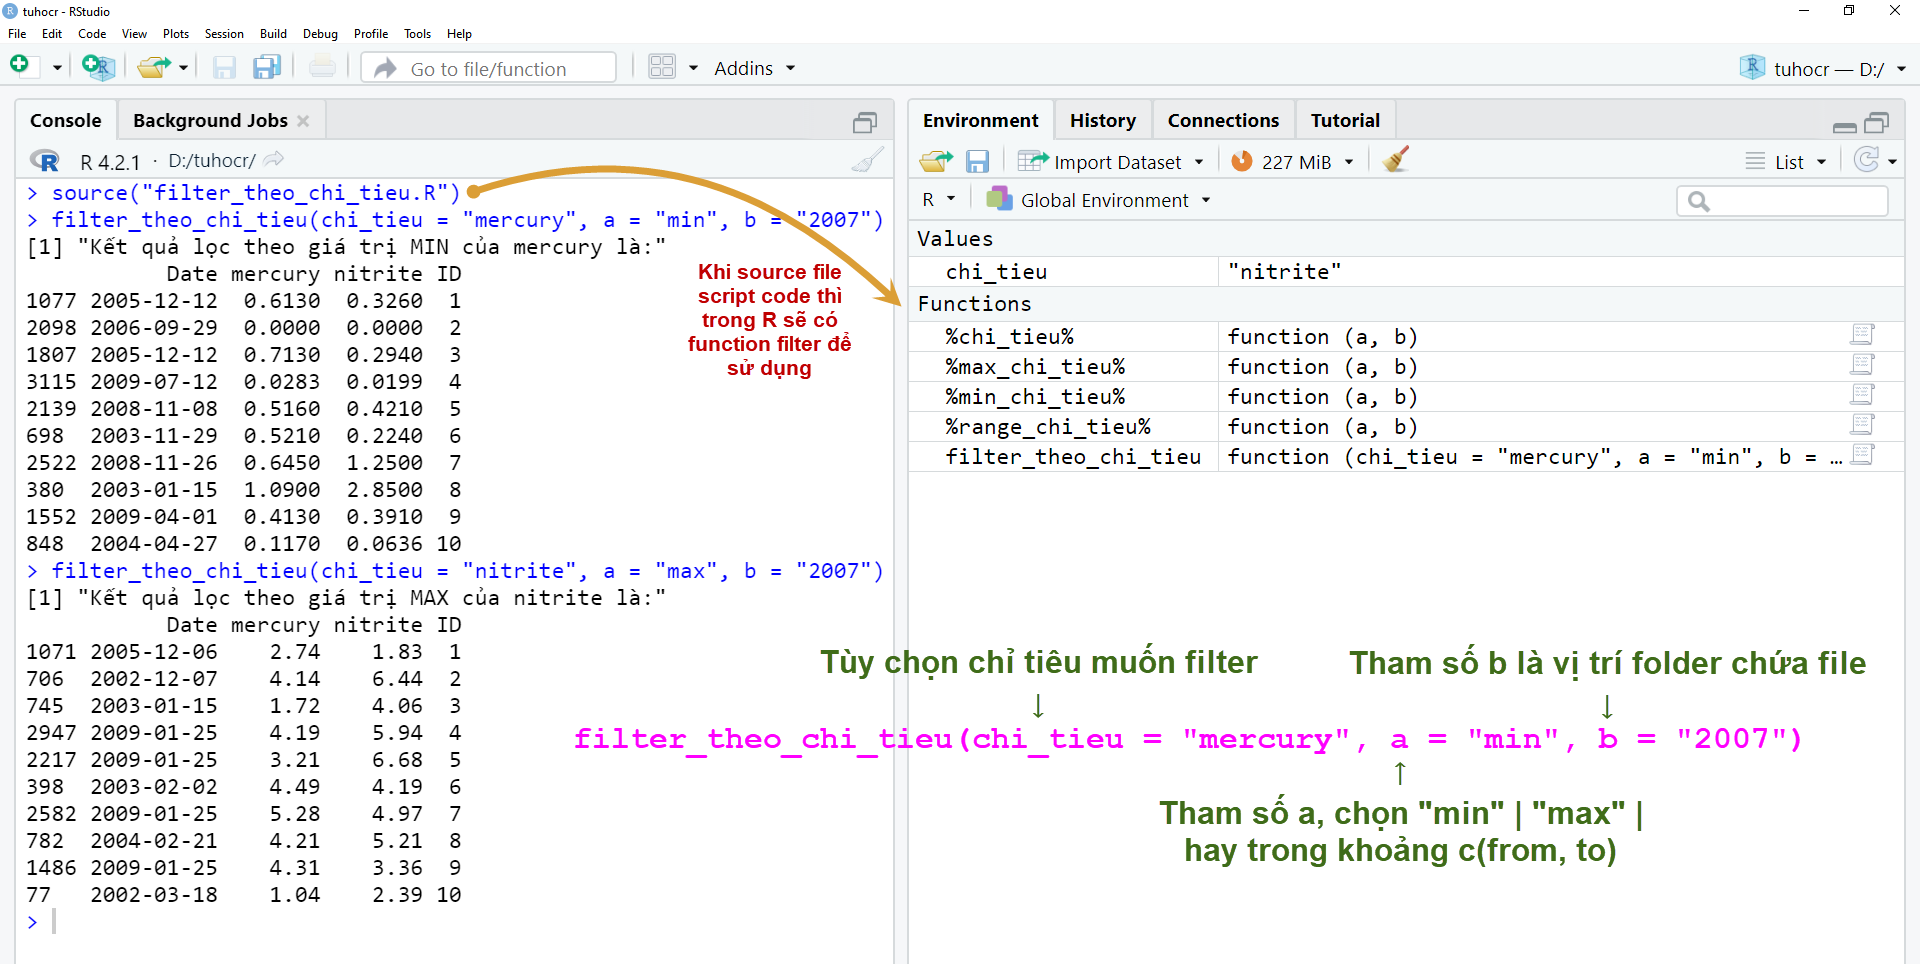 tuhocr - RStudio
File Edit Code View Plots Session Build Debug Profile Tools Help
Go to file/function Addins tuhocr — D:/
Console Background Jobs
R 4.2.1 · D:/tuhocr/
> source("filter_theo_chi_tieu.R")
> filter_theo_chi_tieu(chi_tieu = "mercury", a = "min", b = "2007")
[1] "Kết quả lọc theo giá trị MIN của mercury là:"
Date mercury nitrite ID
1077 2005-12-12 0.6130 0.3260 1
2098 2006-09-29 0.0000 0.0000 2
1807 2005-12-12 0.7130 0.2940 3
3115 2009-07-12 0.0283 0.0199 4
2139 2008-11-08 0.5160 0.4210 5
698 2003-11-29 0.5210 0.2240 6
2522 2008-11-26 0.6450 1.2500 7
380 2003-01-15 1.0900 2.8500 8
1552 2009-04-01 0.4130 0.3910 9
848 2004-04-27 0.1170 0.0636 10
> filter_theo_chi_tieu(chi_tieu = "nitrite", a = "max", b = "2007")
[1] "Kết quả lọc theo giá trị MAX của nitrite là:"
Date mercury nitrite ID
1071 2005-12-06 2.74 1.83 1
706 2002-12-07 4.14 6.44 2
745 2003-01-15 1.72 4.06 3
2947 2009-01-25 4.19 5.94 4
2217 2009-01-25 3.21 6.68 5
398 2003-02-02 4.49 4.19 6
2582 2009-01-25 5.28 4.97 7
782 2004-02-21 4.21 5.21 8
1486 2009-01-25 4.31 3.36 9
77 2002-03-18 1.04 2.39 10
>
Khi source file
script code thì
trong R sẽ có
function filter để
sử dụng
Environment History Connections Tutorial
Import Dataset 227 MiB List
R Global Environment
Values
chi_tieu "nitrite"
Functions
%chi_tieu% function (a, b)
%max_chi_tieu% function (a, b)
%min_chi_tieu% function (a, b)
%range_chi_tieu% function (a, b)
filter_theo_chi_tieu function (chi_tieu = "mercury", a = "min", b = …
Tùy chọn chỉ tiêu muốn filter
Tham số b là vị trí folder chứa file
↓ ↓
filter_theo_chi_tieu(chi_tieu = "mercury", a = "min", b = "2007")
↑
Tham số a, chọn "min" | "max" |
hay trong khoảng c(from, to)